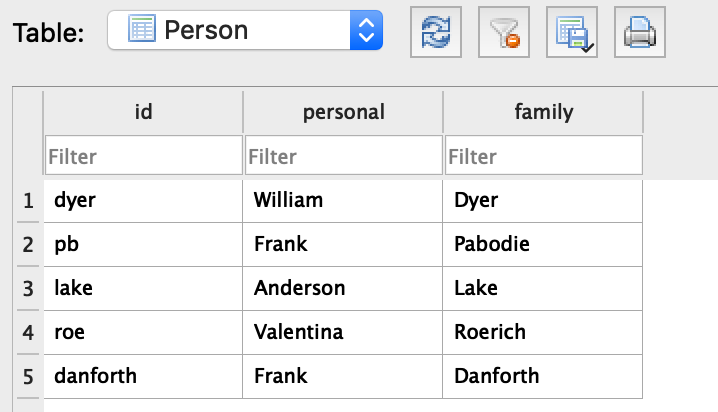 Table: Person
id personal family
Filter Filter Filter
1 dyer William Dyer
2 pb Frank Pabodie
3 lake Anderson Lake
4 roe Valentina Roerich
5 danforth Frank Danforth